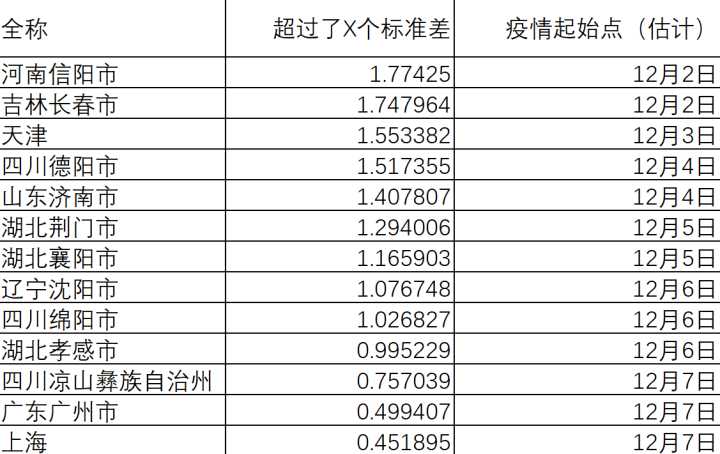 全称 超过了X个标准差 疫情起始点（估计）
河南信阳市 1.77425 12月2日
吉林长春市 1.747964 12月2日
天津 1.553382 12月3日
四川德阳市 1.517355 12月4日
山东济南市 1.407807 12月4日
湖北荆门市 1.294006 12月5日
湖北襄阳市 1.165903 12月5日
辽宁沈阳市 1.076748 12月6日
四川绵阳市 1.026827 12月6日
湖北孝感市 0.995229 12月6日
四川凉山彝族自治州 0.757039 12月7日
广东广州市 0.499407 12月7日
上海 0.451895 12月7日